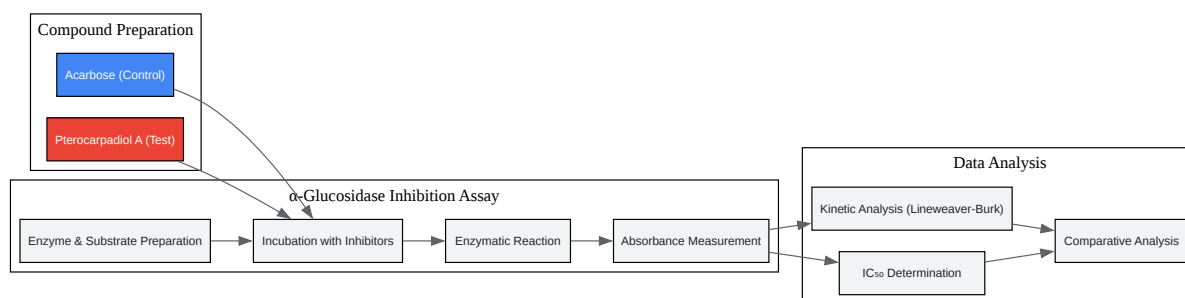 Compound Preparation
Acarbose (Control)
Pterocarpadiol A (Test)
α-Glucosidase Inhibition Assay
Enzyme & Substrate Preparation
Incubation with Inhibitors
Enzymatic Reaction
Absorbance Measurement
Data Analysis
Kinetic Analysis (Lineweaver-Burk)
IC₅₀ Determination
Comparative Analysis